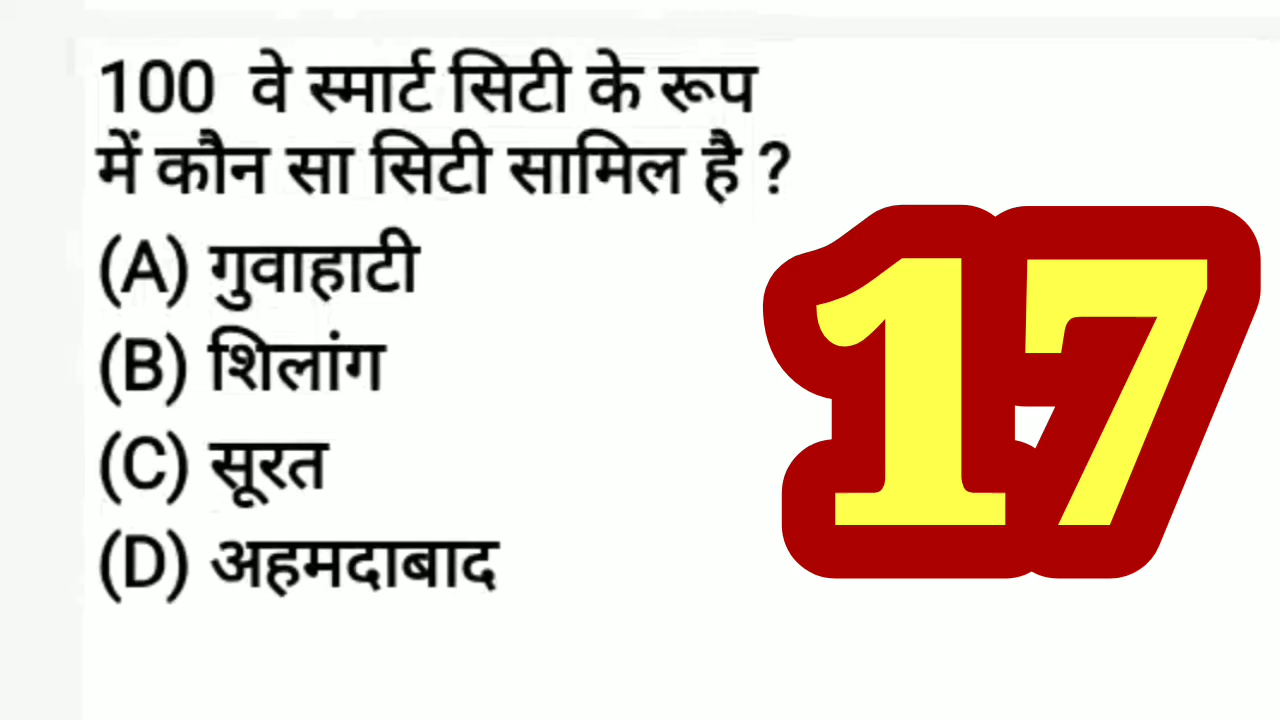 100 वे स्मार्ट सिटी के रूप
में कौन सा सिटी सामिल है ?
(A) गुवाहाटी
(B) शिलांग
(C) सूरत
(D) अहमदाबाद
17